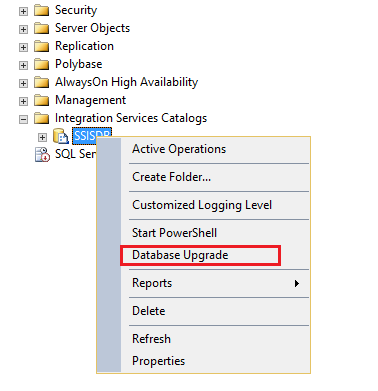 Security
Server Objects
Replication
Polybase
AlwaysOn High Availability
Management
Integration Services Catalogs
SSISDB
SQL Ser
Active Operations
Create Folder...
Customized Logging Level
Start PowerShell
Database Upgrade
Reports
Delete
Refresh
Properties